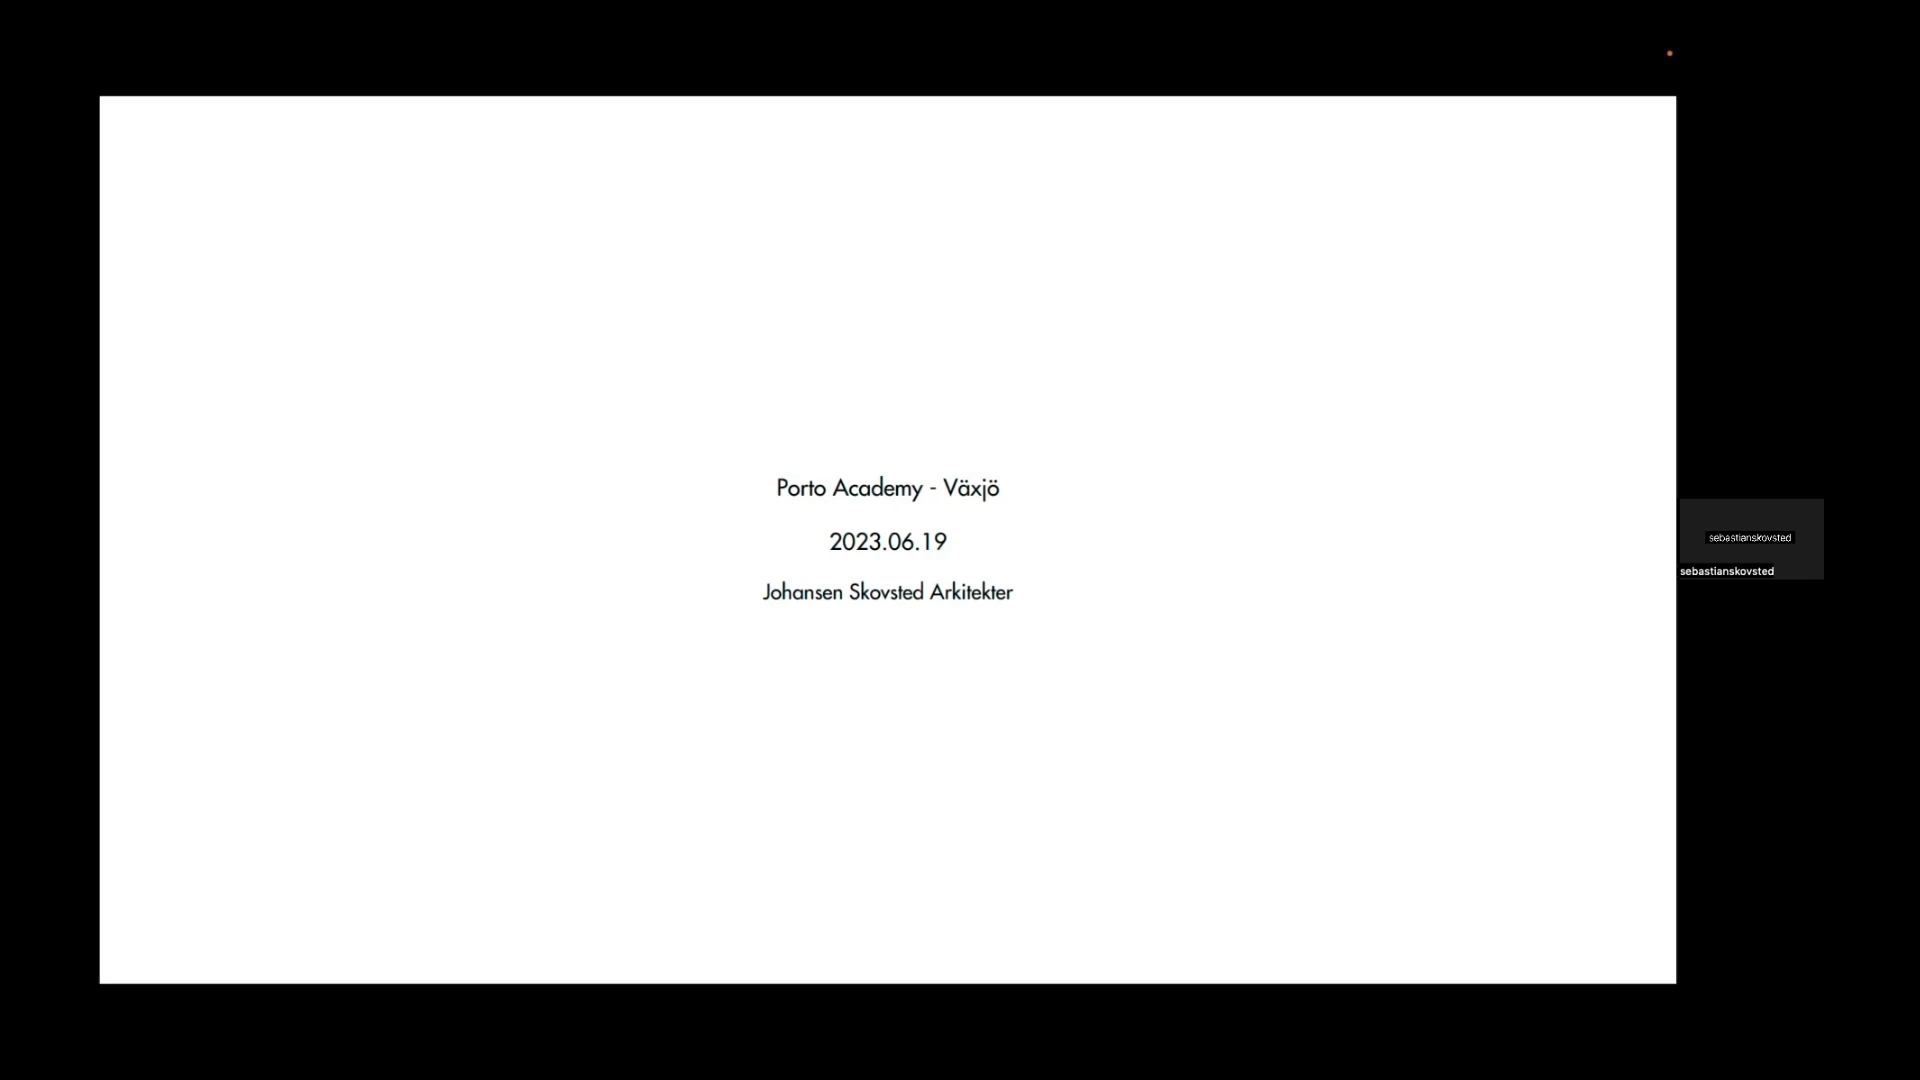 Porto Academy - Växjö
2023.06.19
Johansen Skovsted Arkitekter
sebastianskovsted
sebastianskovsted